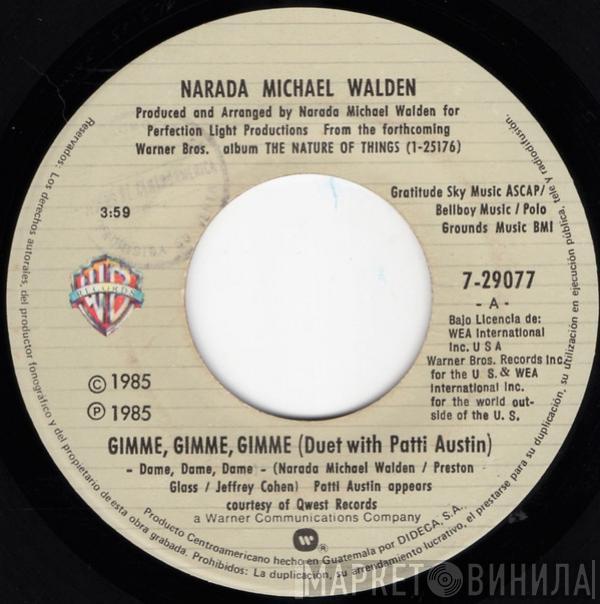 NARADA MICHAEL WALDEN
Produced and Arranged by Narada Michael Walden for
Perfection Light Productions From the forthcoming
Warner Bros. album THE NATURE OF THINGS (1-25176)
3:59
Gratitude Sky Music ASCAP/
Bellboy Music / Polo
Grounds Music BMI
7-29077
- A -
Bajo Licencia de:
WEA International
Inc. U S A
Warner Bros. Records Inc.
for the U S. & WEA
International Inc.
for the world out-
side of the U. S.
WB
RECORDS
®
© 1985
℗ 1985
GIMME, GIMME, GIMME (Duet with Patti Austin)
- Dame, Dame, Dame - (Narada Michael Walden / Preston
Glass / Jeffrey Cohen) Patti Austin appears
courtesy of Qwest Records
a Warner Communications Company
®
Reservados: Los derechos autorales, del productor fonográfico y del propietario de esta obra grabada. Prohibidos: La duplicación, su arrendamiento lucrativo, el prestarse para su duplicación, su utilización en ejecución pública, tele y radiodifusión.
Producto Centroamericano hecho en Guatemala por DIDECA, S.A.
МАРКЕТ ВИНИЛА